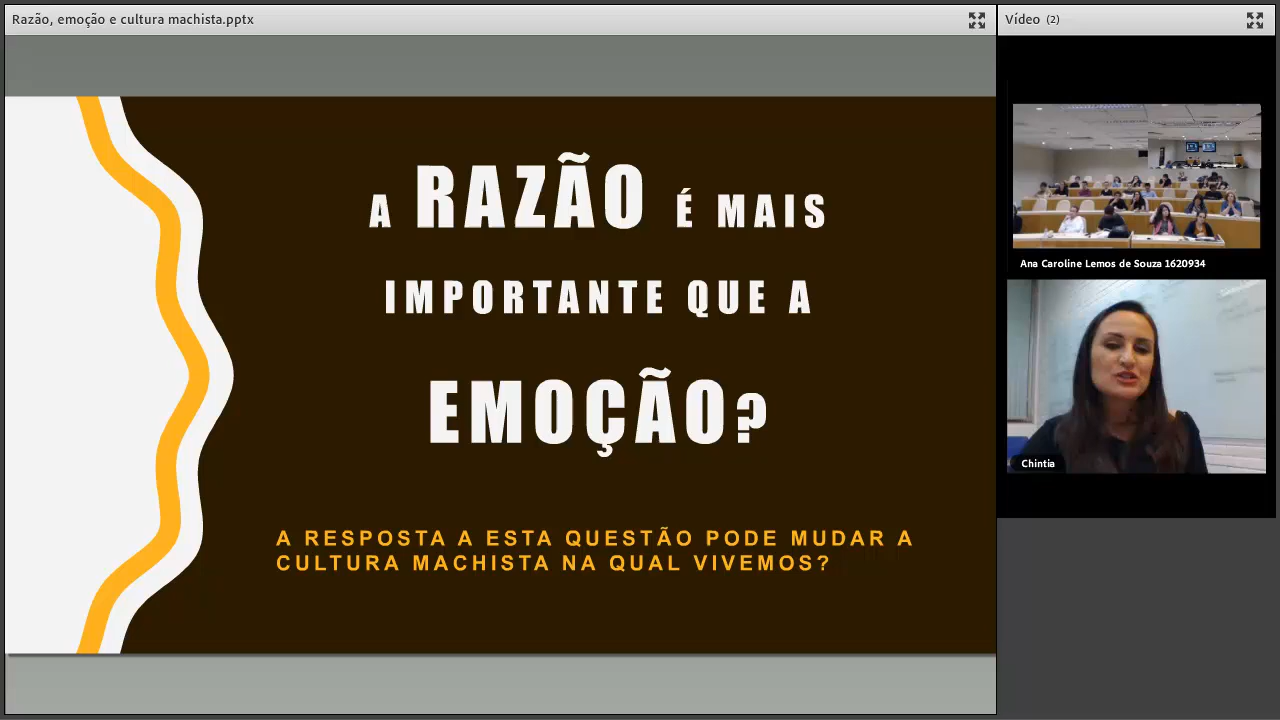 Razão, emoção e cultura machista.pptx
A RAZÃO É MAIS
IMPORTANTE QUE A
EMOÇÃO?
A RESPOSTA A ESTA QUESTÃO PODE MUDAR A
CULTURA MACHISTA NA QUAL VIVEMOS?
Vídeo (2)
Ana Caroline Lemos de Souza 1620934
Chintia